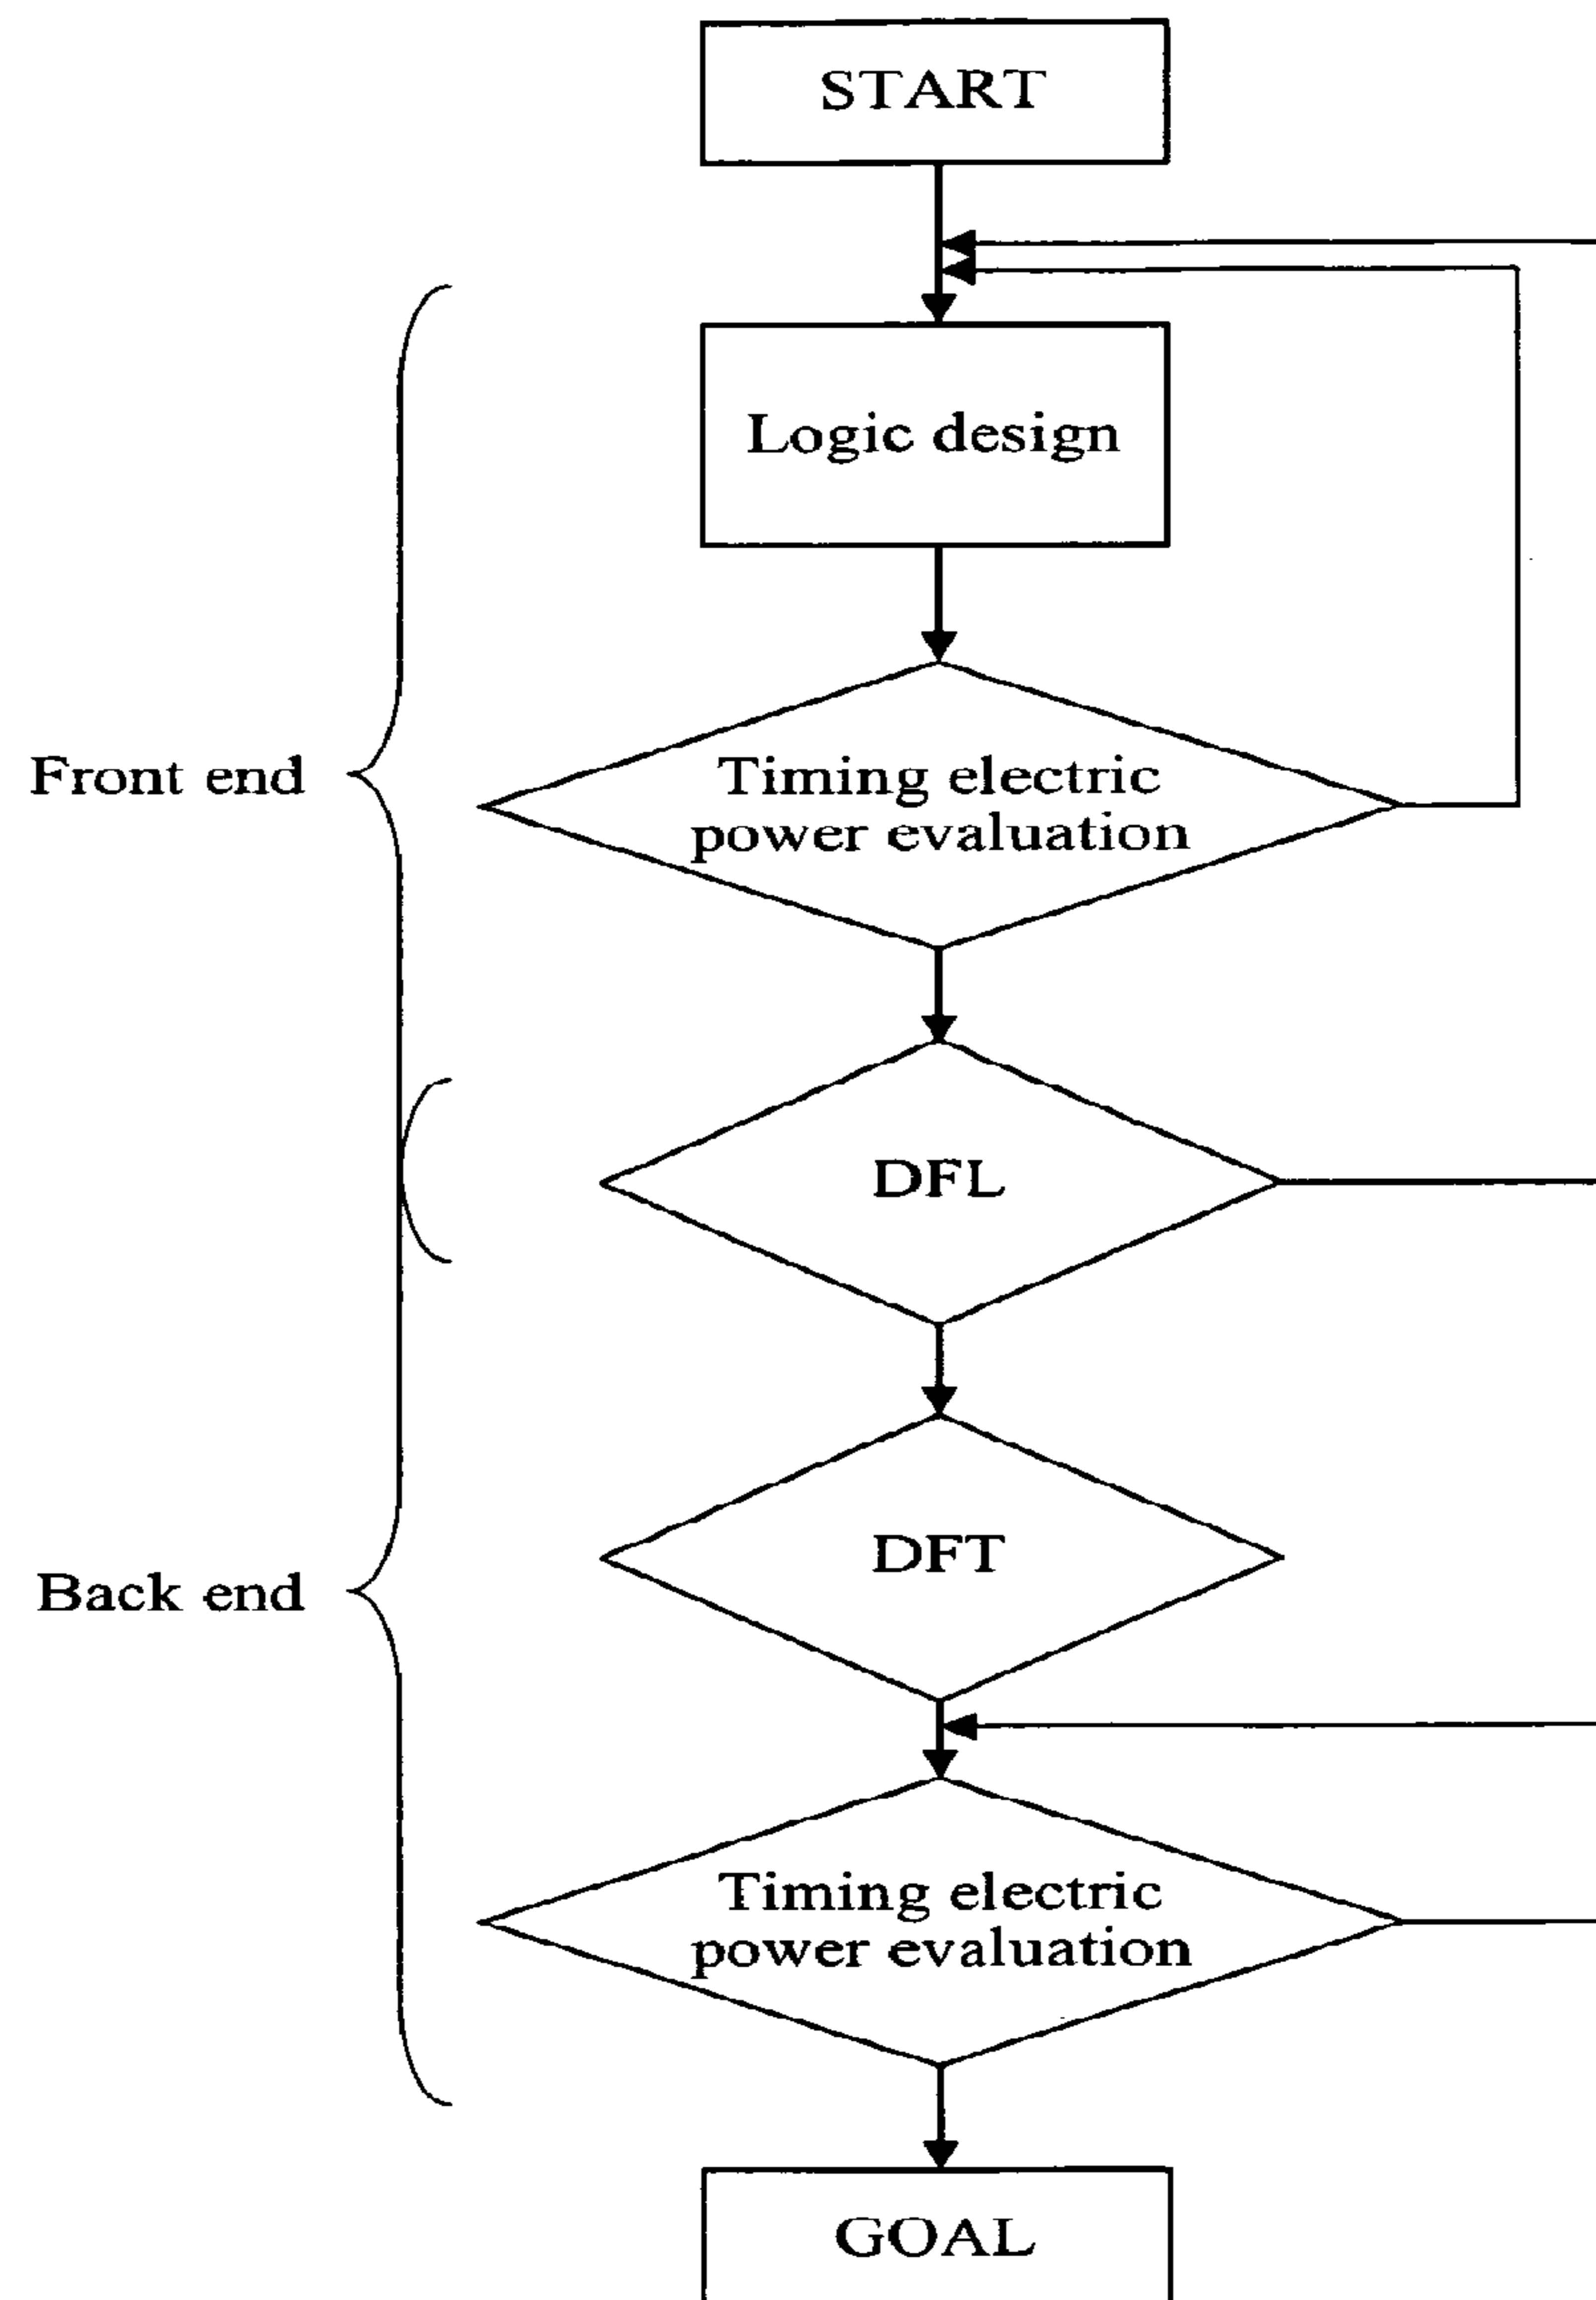 START
Logic design
Front end
Timing electric
power evaluation
DFL
DFT
Back end
Timing electric
power evaluation
GOAL